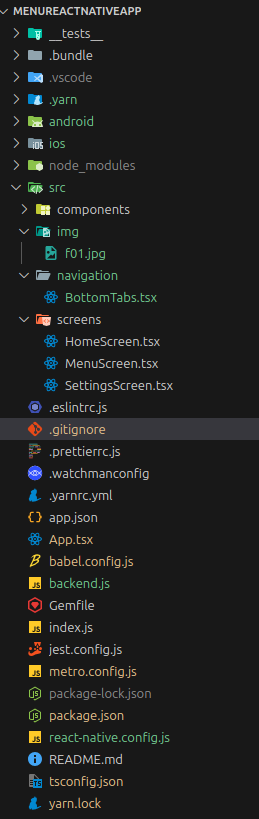 MENUREACTNATIVEAPP
__tests__
.bundle
.vscode
.yarn
android
ios
node_modules
src
components
img
f01.jpg
navigation
BottomTabs.tsx
screens
HomeScreen.tsx
MenuScreen.tsx
SettingsScreen.tsx
.eslintrc.js
.gitignore
.prettierrc.js
.watchmanconfig
.yarnrc.yml
app.json
App.tsx
babel.config.js
backend.js
Gemfile
index.js
jest.config.js
metro.config.js
package-lock.json
package.json
react-native.config.js
README.md
tsconfig.json
yarn.lock